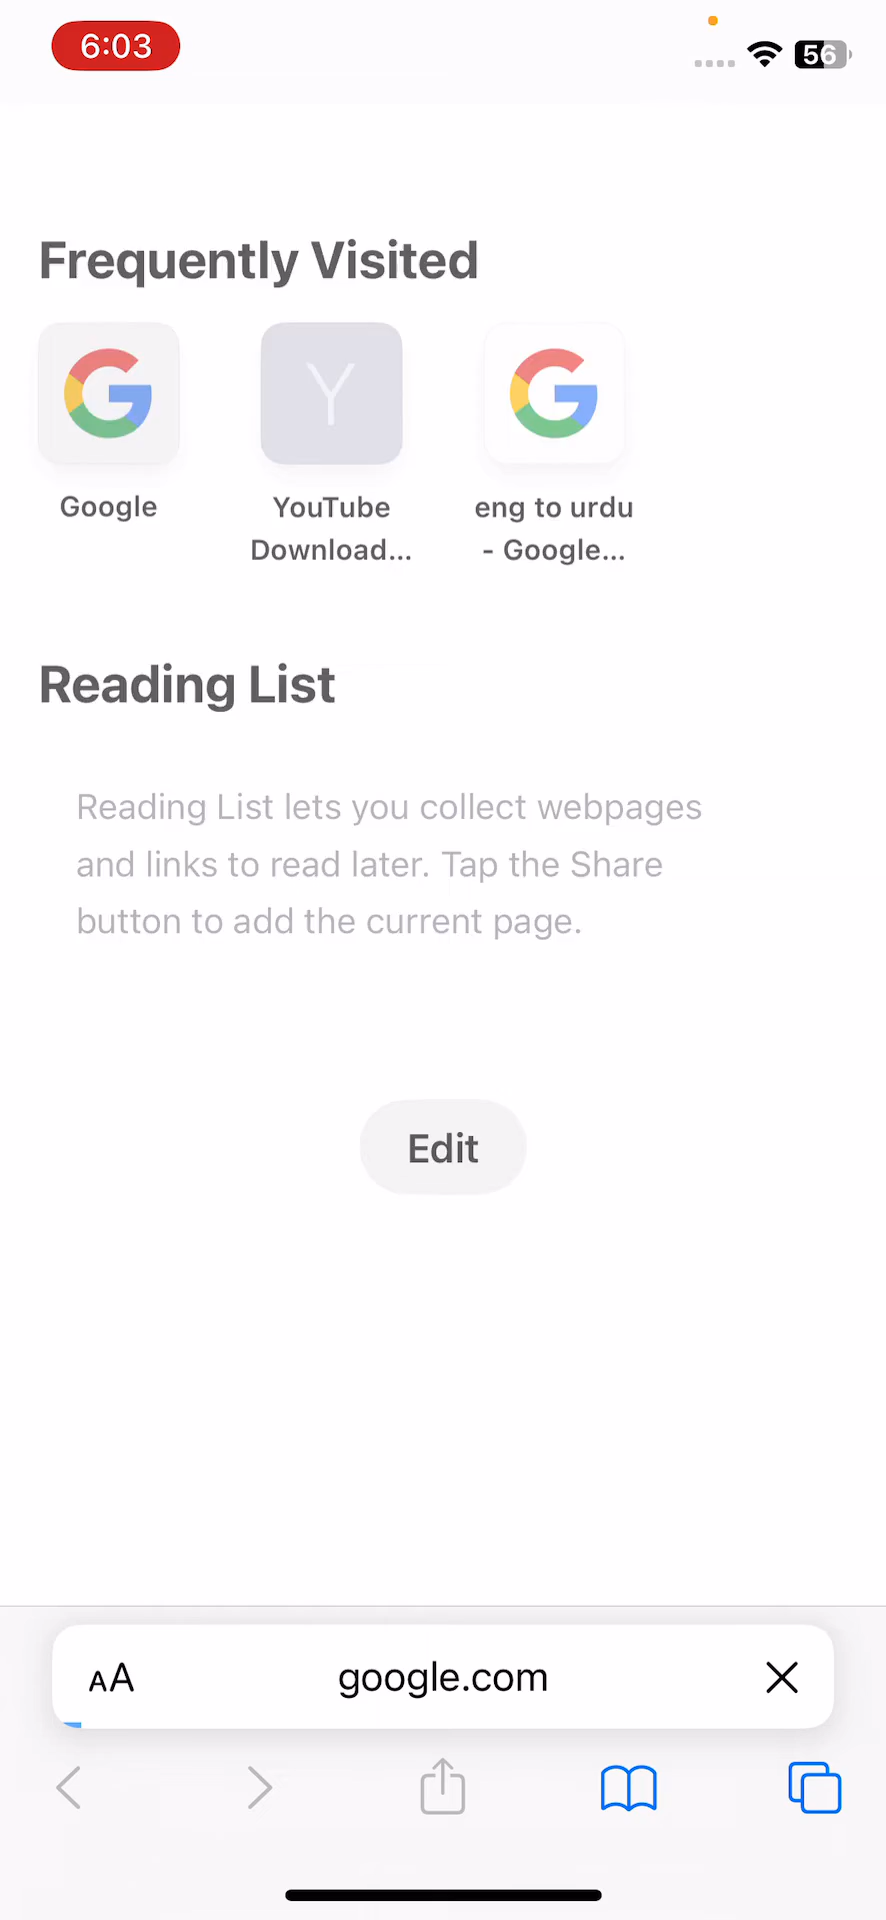 6:03
56
Frequently Visited
Y
Google
YouTube
Download...
eng to urdu
- Google...
Reading List
Reading List lets you collect webpages
and links to read later. Tap the Share
button to add the current page.
Edit
AA
google.com